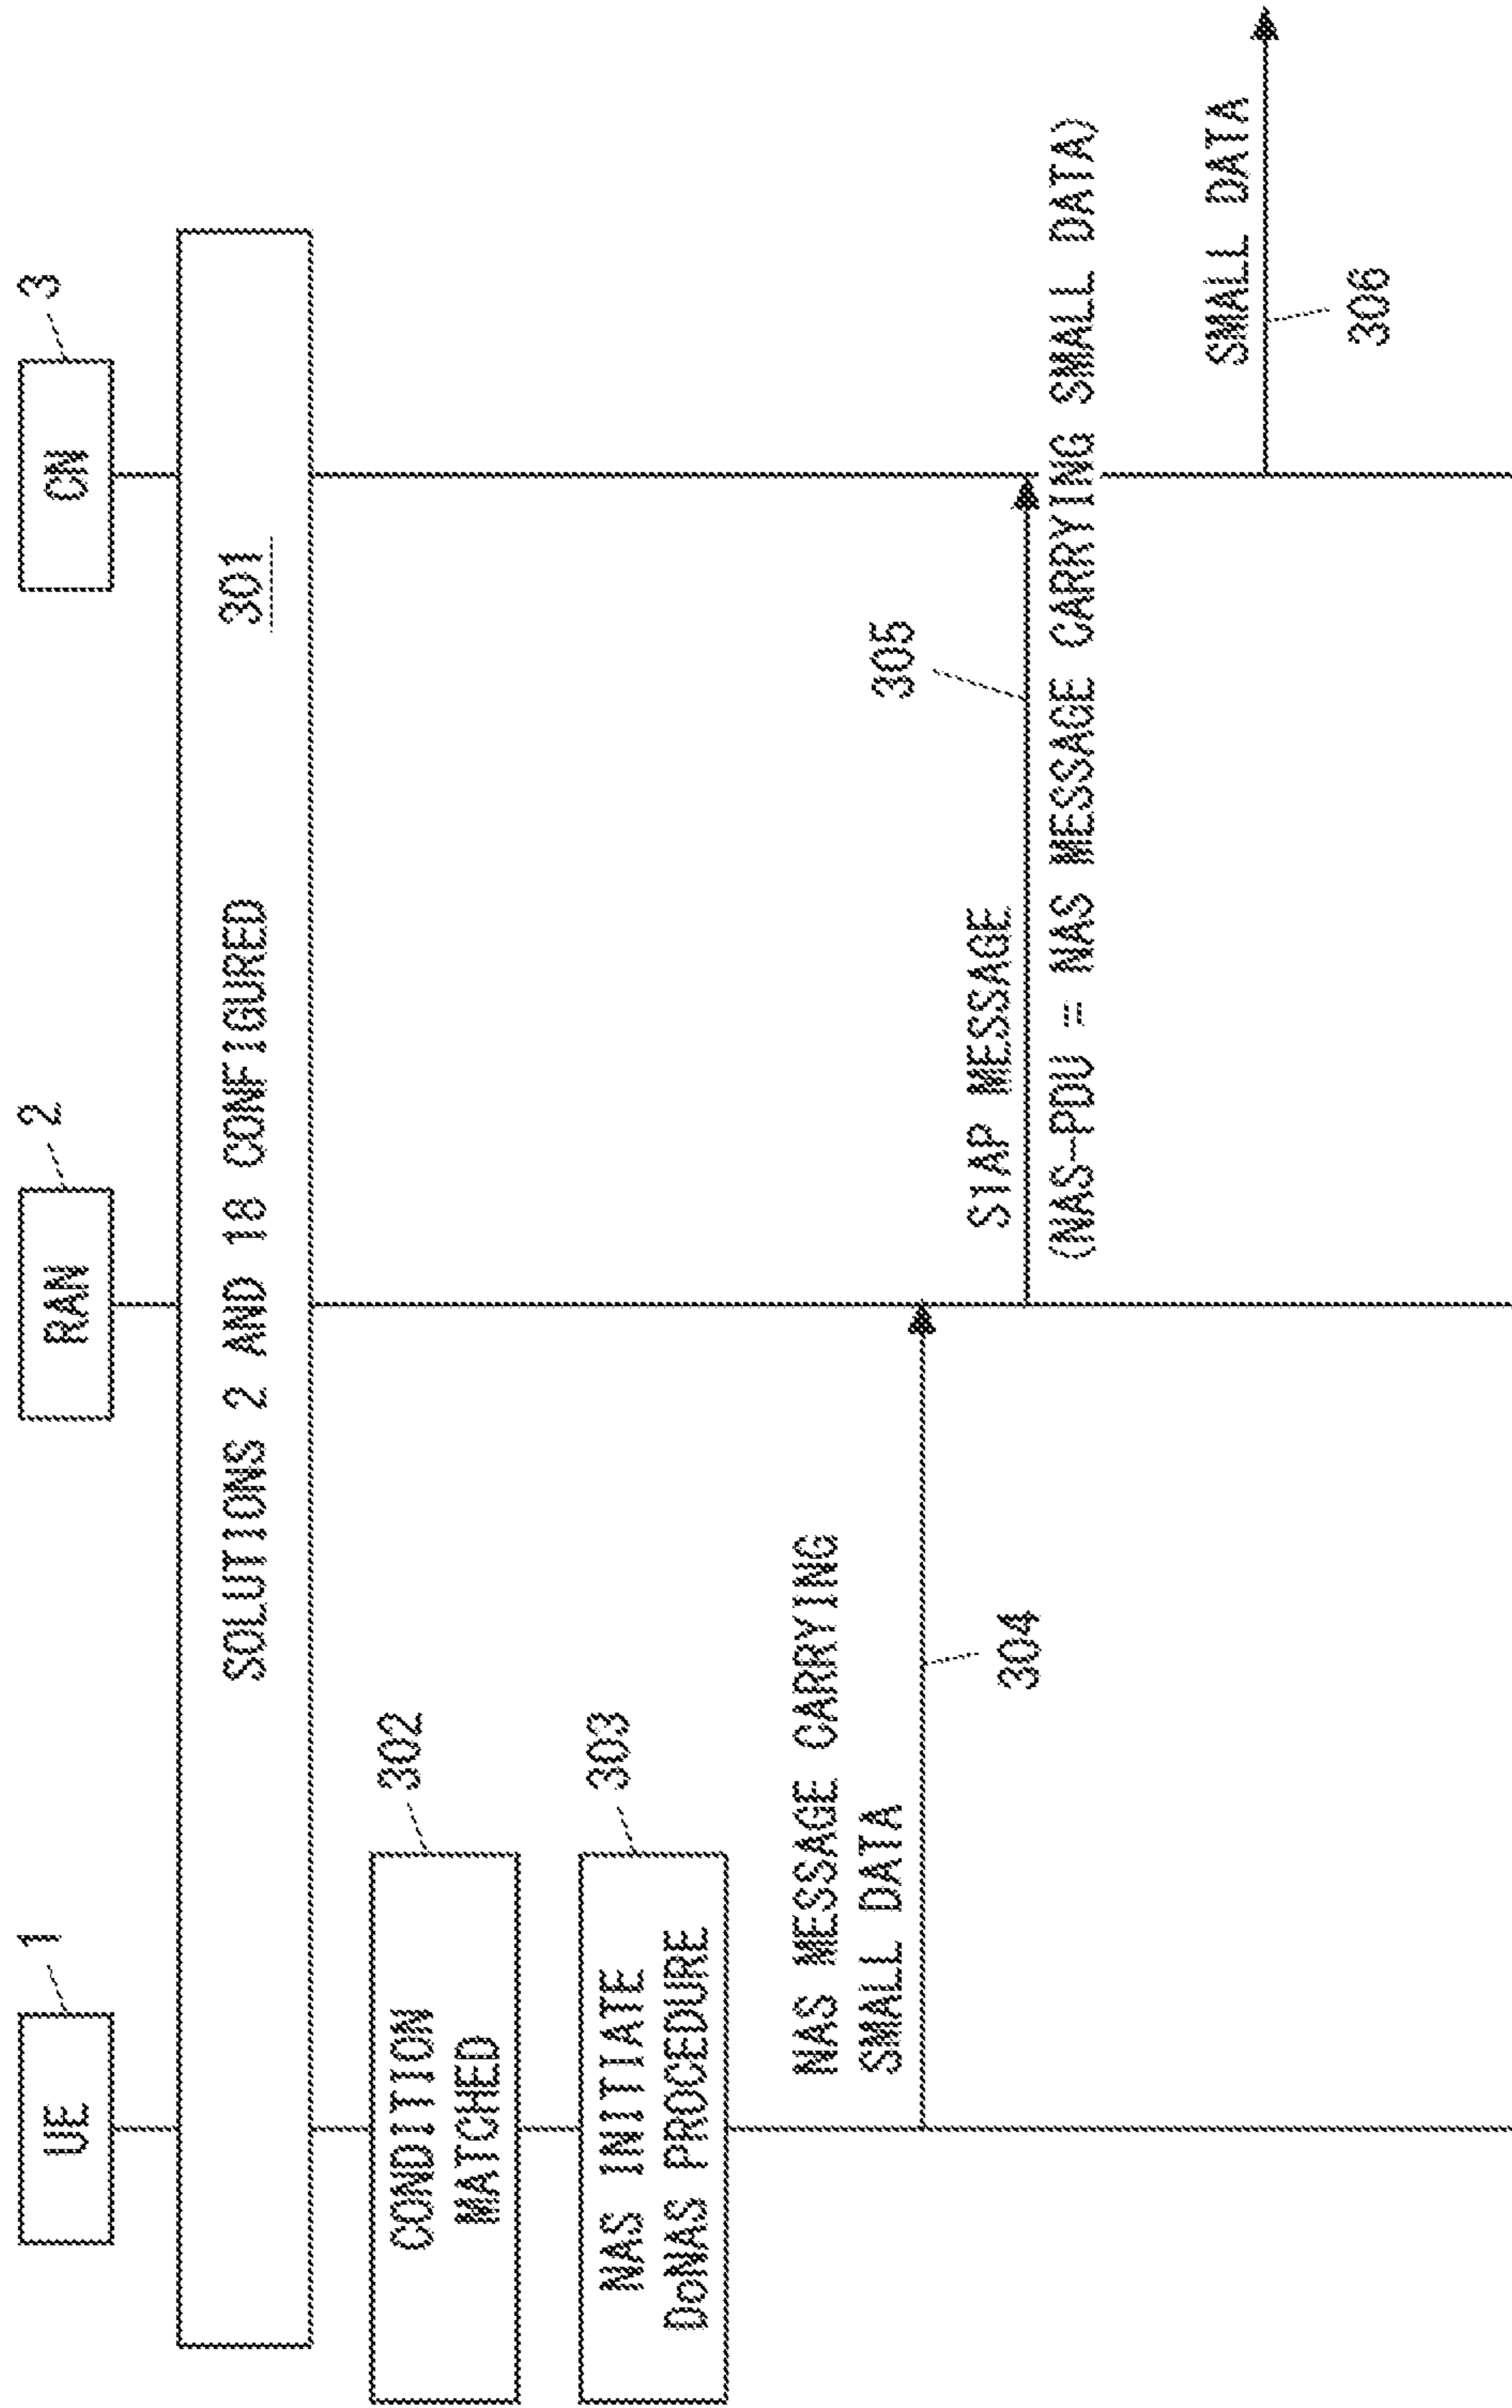 UE
1
RAN
2
CN
3
SOLUTIONS 2 AND 18 CONFIGURED
301
CONDITION
MATCHED
302
NAS INITIATE
DoNAS PROCEDURE
303
NAS MESSAGE CARRYING
SMALL DATA
304
305
S1AP MESSAGE
(NAS-PDU = NAS MESSAGE CARRYING SMALL DATA)
SMALL DATA
306